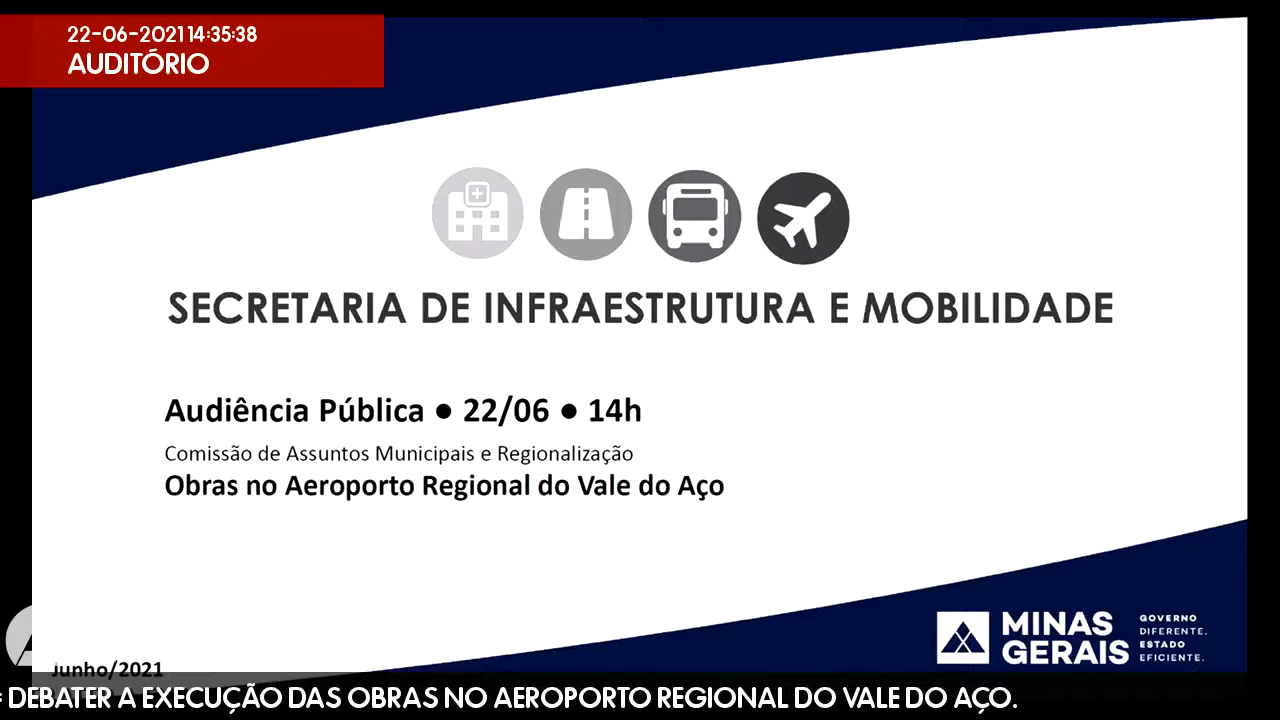 22-06-2021 14:35:38
AUDITÓRIO
SECRETARIA DE INFRAESTRUTURA E MOBILIDADE
Audiência Pública ● 22/06 ● 14h
Comissão de Assuntos Municipais e Regionalização
Obras no Aeroporto Regional do Vale do Aço
MINAS
GERAIS
GOVERNO
DIFERENTE.
ESTADO
EFICIENTE.
Junho/2021
DEBATER A EXECUÇÃO DAS OBRAS NO AEROPORTO REGIONAL DO VALE DO AÇO.